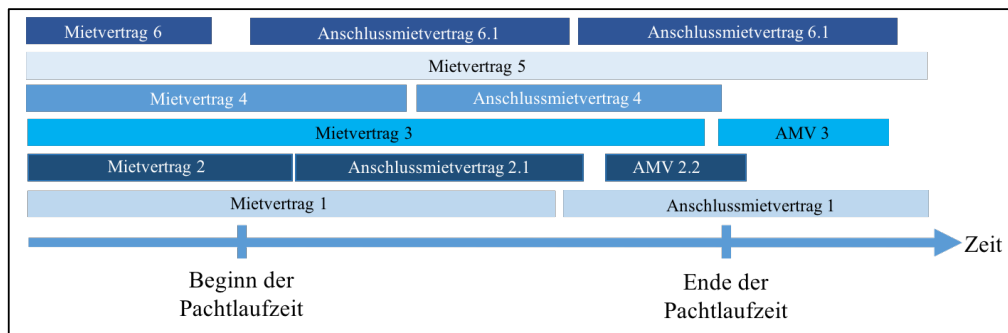 Mietvertrag 6 Anschlussmietvertrag 6.1 Anschlussmietvertrag 6.1
Mietvertrag 5
Mietvertrag 4 Anschlussmietvertrag 4
Mietvertrag 3 AMV 3
Mietvertrag 2 Anschlussmietvertrag 2.1 AMV 2.2
Mietvertrag 1 Anschlussmietvertrag 1
Zeit
Beginn der Ende der
Pachtlaufzeit Pachtlaufzeit